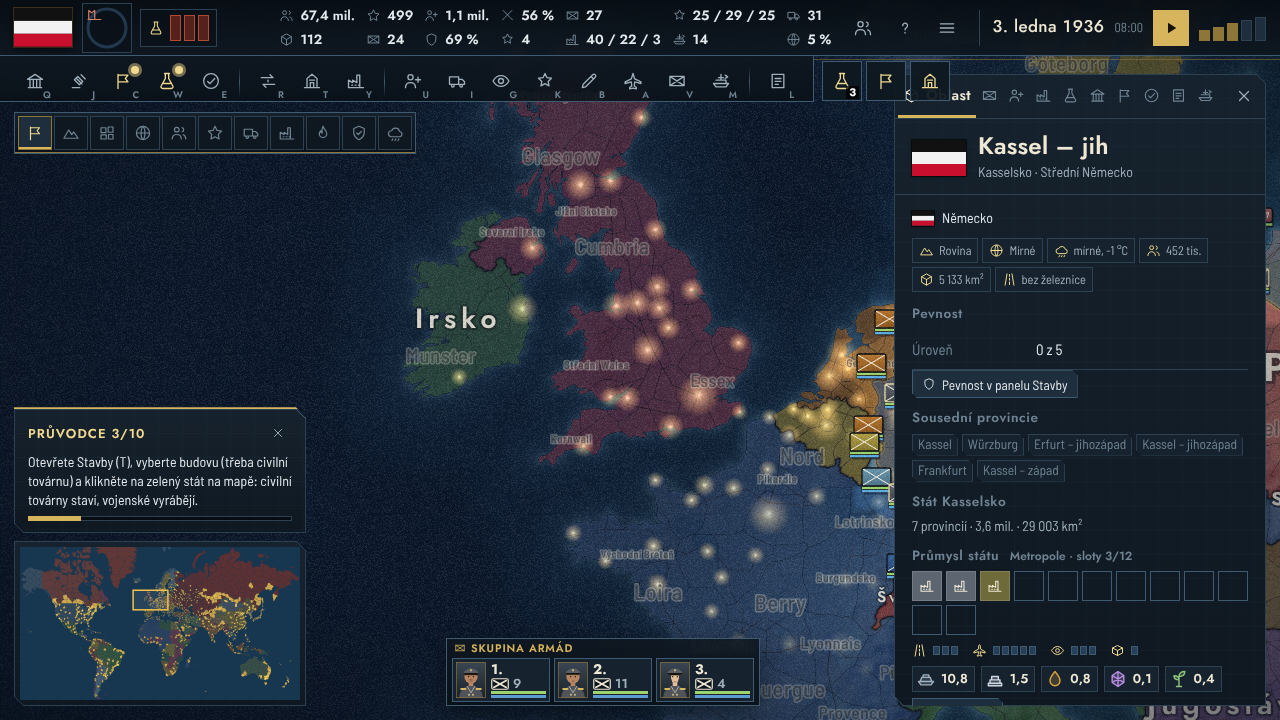 67,4 mil. 499 1,1 mil. 56 % 27 25 / 29 / 25 31
112 24 69 % 4 40 / 22 / 3 14 5 %
3. ledna 1936 08:00
Q J C W E R T Y U I G K B A V M L
3
Göteborg
Oblast
Kassel – jih
Kasselsko · Střední Německo
Německo
Rovina
Mírné
mírné, -1 °C
452 tis.
5 133 km²
bez železnice
Pevnost
Úroveň 0 z 5
Pevnost v panelu Stavby
Sousední provincie
Kassel
Würzburg
Erfurt – jihozápad
Kassel – jihozápad
Frankfurt
Kassel – západ
Stát Kasselsko
7 provincií · 3,6 mil. · 29 003 km²
Průmysl státu Metropole · sloty 3/12
10,8 1,5 0,8 0,1 0,4
Glasgow
Jižní Skotsko
Severní Irsko
Cumbria
Irsko
Munster
Střední Wales
Essex
Kornwall
Nord
Pikardie
Lotrinsko
Východní Bretaň
Burgundsko
Loira
Berry
Lyonnais
Provence
PRŮVODCE 3/10
Otevřete Stavby (T), vyberte budovu (třeba civilní
továrnu) a klikněte na zelený stát na mapě: civilní
továrny staví, vojenské vyrábějí.
SKUPINA ARMÁD
1. 9
2. 11
3. 4